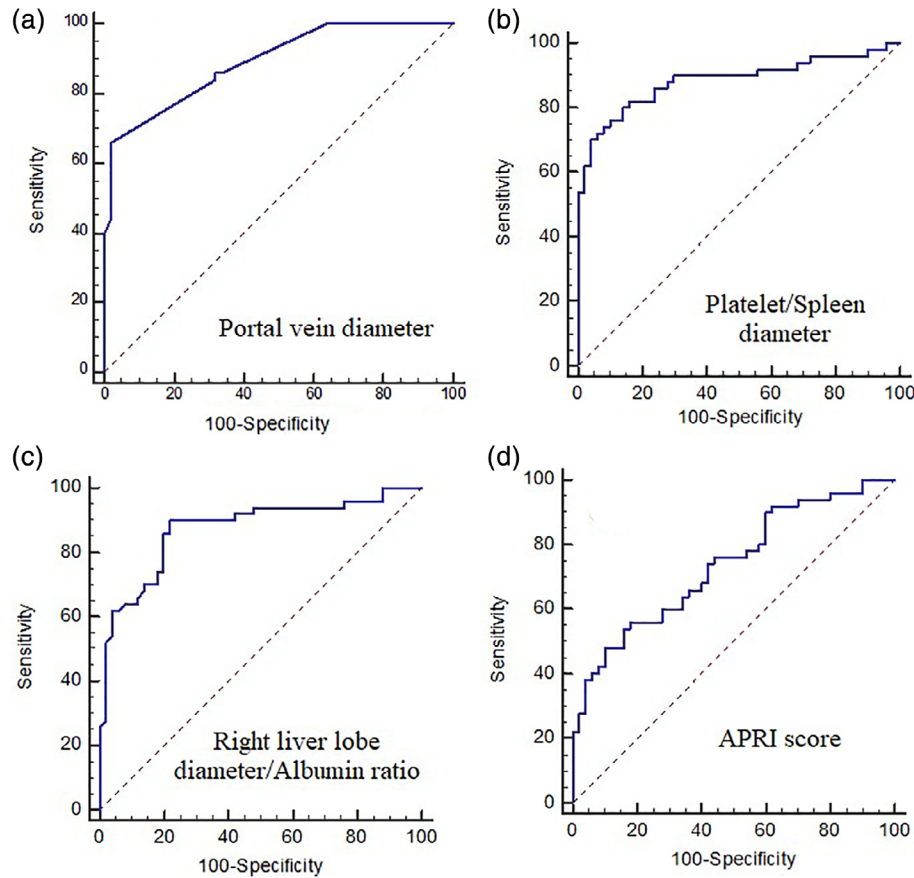 (a)
100
80
60
40
20
0
Sensitivity
Portal vein diameter
0 20 40 60 80 100
100-Specificity
(b)
100
80
60
40
20
0
Sensitivity
Platelet/Spleen
diameter
0 20 40 60 80 100
100-Specificity
(c)
100
80
60
40
20
0
Sensitivity
Right liver lobe
diameter/Albumin ratio
0 20 40 60 80 100
100-Specificity
(d)
100
80
60
40
20
0
Sensitivity
APRI score
0 20 40 60 80 100
100-Specificity